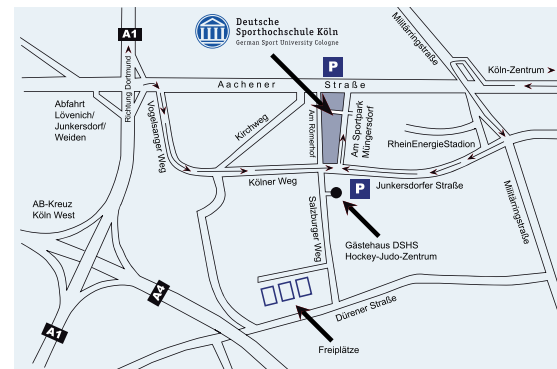 Deutsche
Sporthochschule Köln
German Sport University Cologne
A1
P
Militärringstraße
Köln-Zentrum
Aachener Straße
Richtung Dortmund
Abfahrt
Lövenich/
Junkersdorf/
Weiden
Vogelsanger Weg
Kirchweg
Am Römerhof
Am Sportpark
Müngersdorf
RheinEnergieStadion
Kölner Weg
P
Junkersdorfer Straße
Militärringstraße
AB-Kreuz
Köln West
Salzburger Weg
Gästehaus DSHS
Hockey-Judo-Zentrum
A4
A1
Dürener Straße
Freiplätze